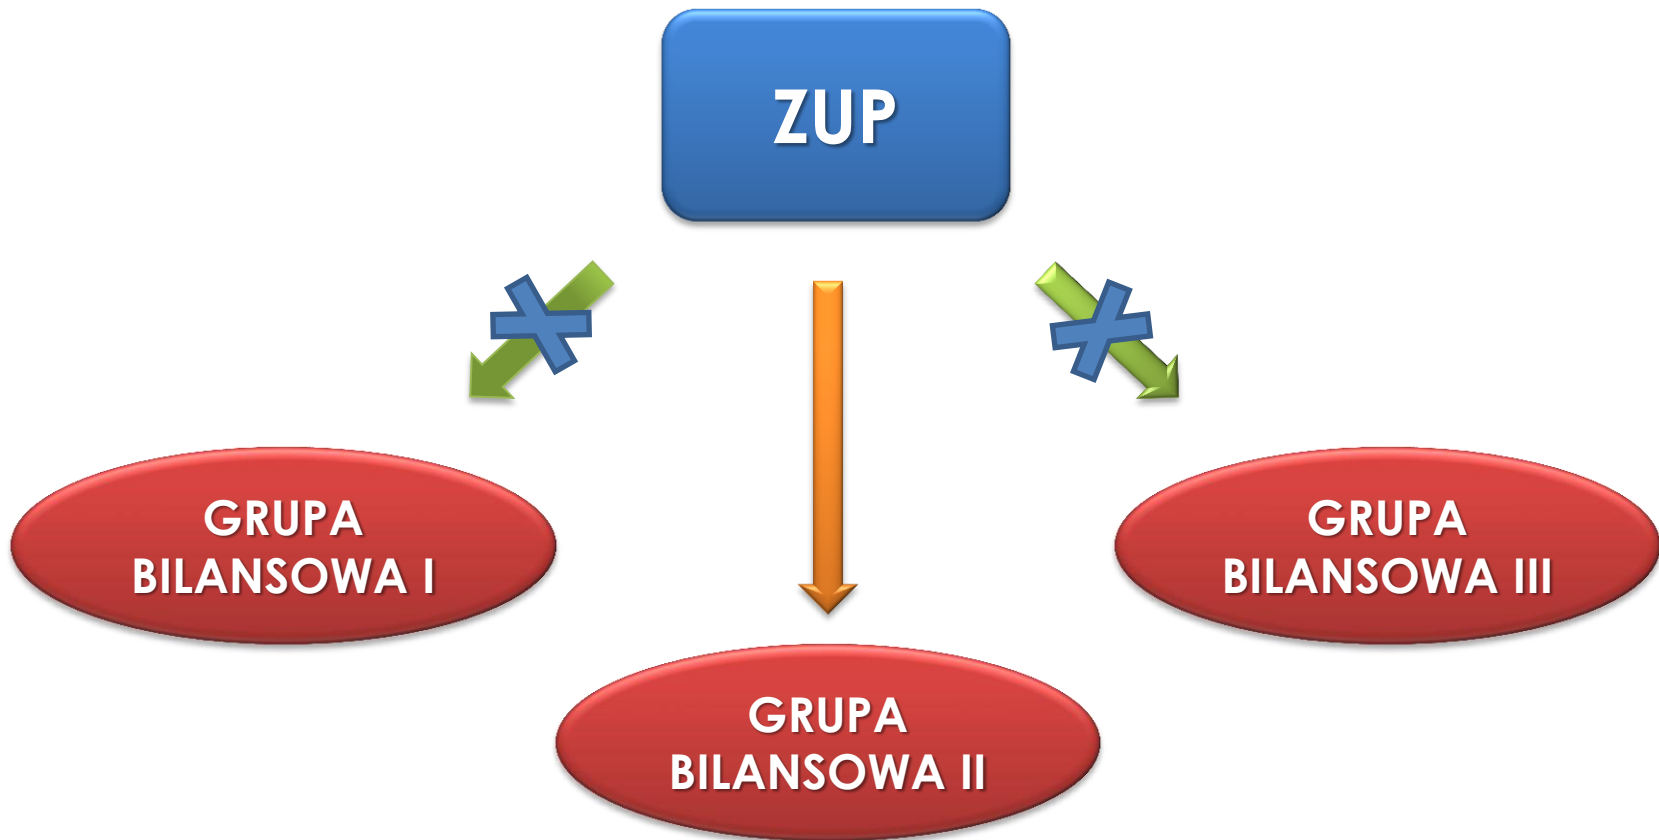 ZUP
GRUPA
BILANSOWA I
GRUPA
BILANSOWA III
GRUPA
BILANSOWA II